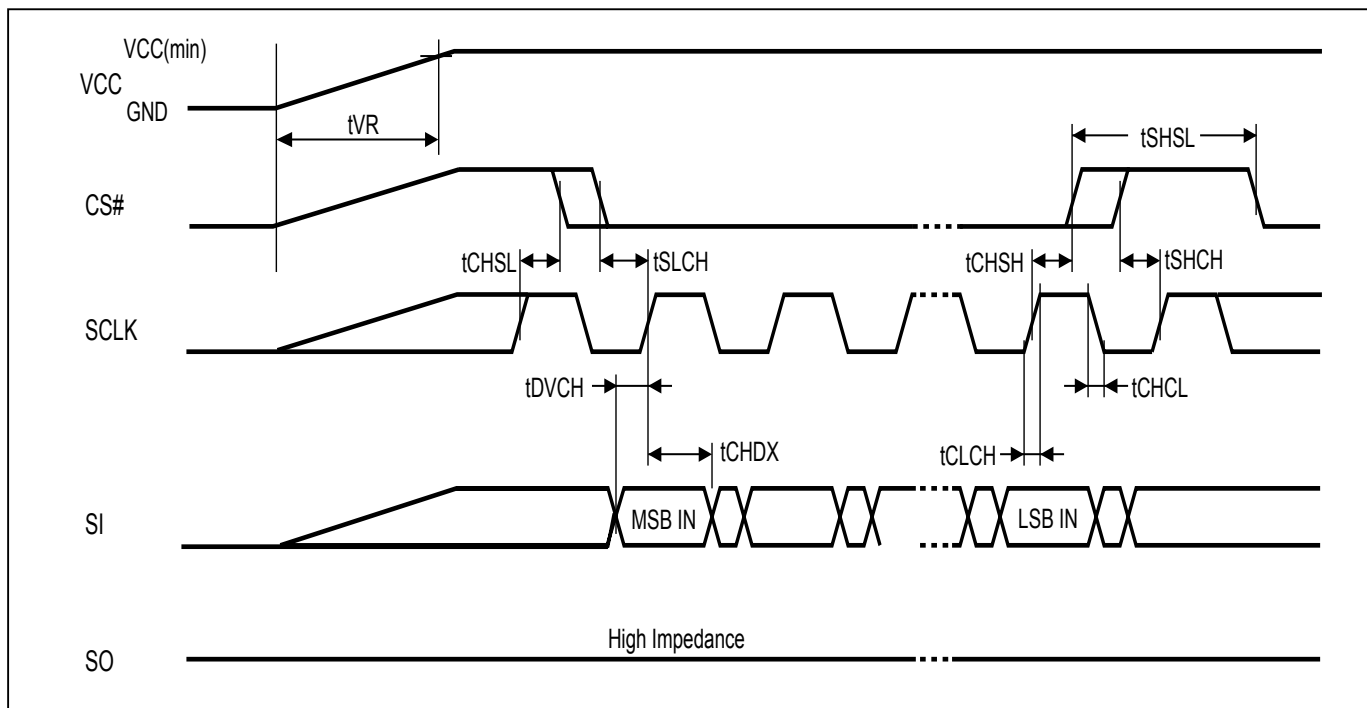 VCC(min)
VCC
GND
tVR
tSHSL
CS#
tCHSL
tSLCH
tCHSH
tSHCH
SCLK
tDVCH
tCHCL
tCHDX
tCLCH
SI
MSB IN
LSB IN
High Impedance
SO